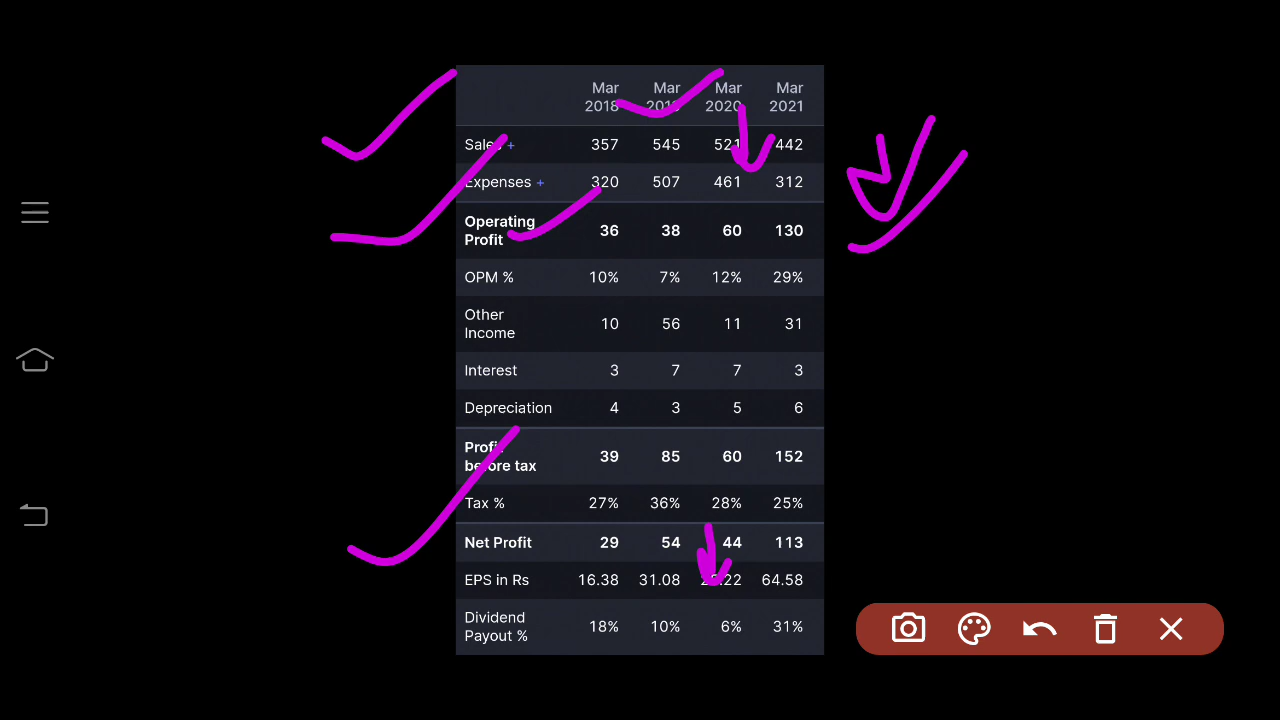 Mar 2018 Mar 2019 Mar 2020 Mar 2021
Sales + 357 545 521 442
Expenses + 320 507 461 312
Operating Profit 36 38 60 130
OPM % 10% 7% 12% 29%
Other Income 10 56 11 31
Interest 3 7 7 3
Depreciation 4 3 5 6
Profit before tax 39 85 60 152
Tax % 27% 36% 28% 25%
Net Profit 29 54 44 113
EPS in Rs 16.38 31.08 64.58
Dividend Payout % 18% 10% 6% 31%